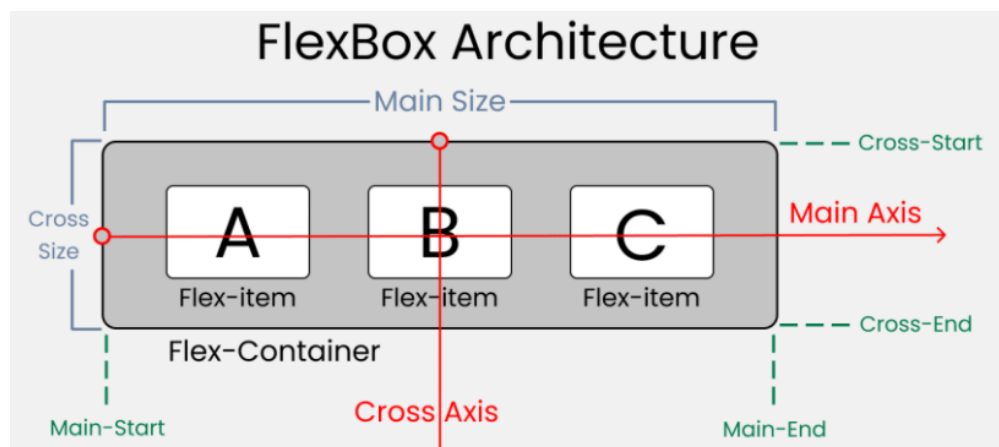 FlexBox Architecture
Main Size
Cross-Start
Cross
Size
Main Axis
A
B
C
Flex-item
Flex-item
Flex-item
Cross-End
Flex-Container
Cross Axis
Main-Start
Main-End